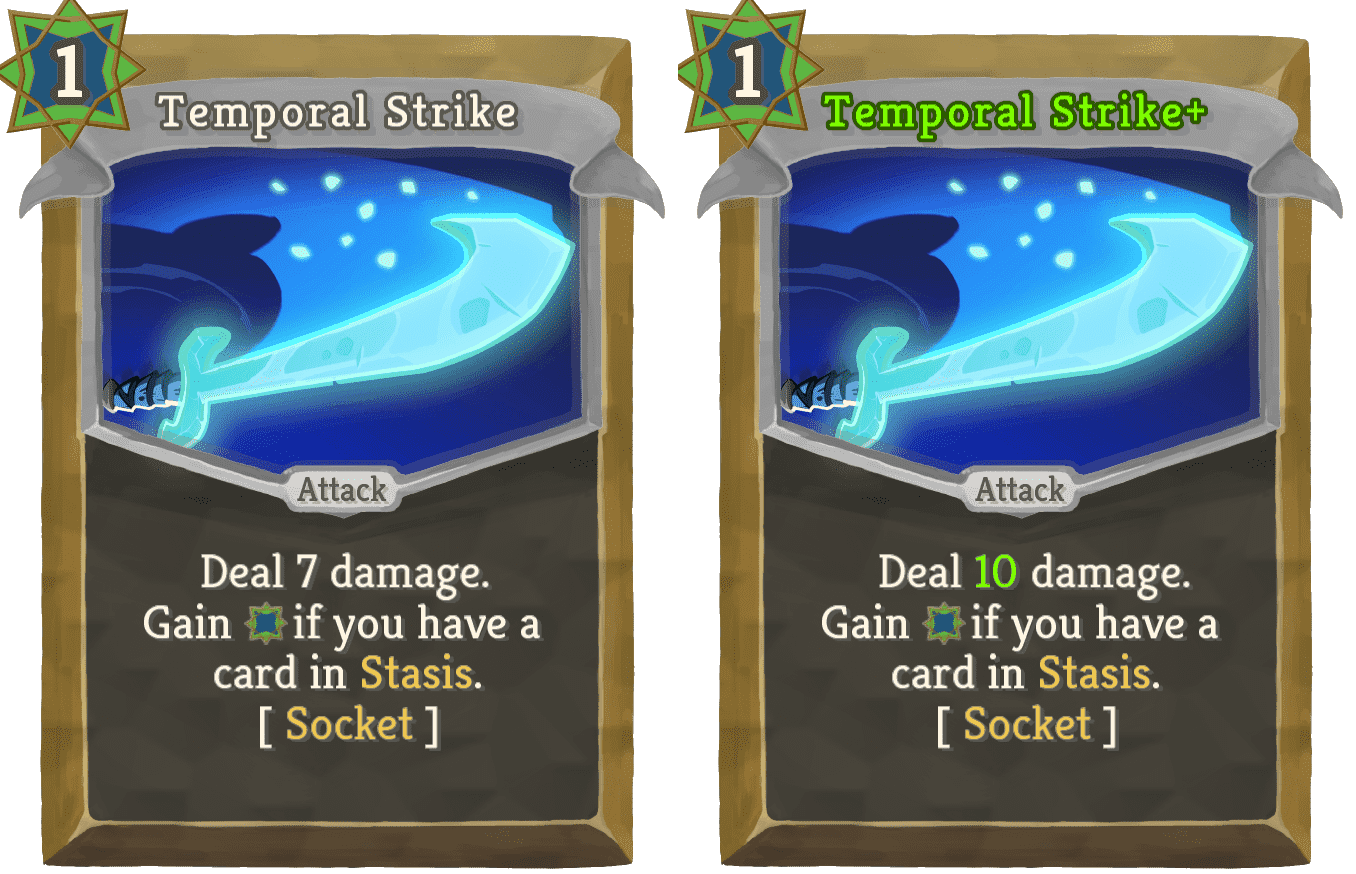 1
Temporal Strike
Attack
Deal 7 damage.
Gain if you have a
card in Stasis.
[ Socket ]
1
Temporal Strike+
Attack
Deal 10 damage.
Gain if you have a
card in Stasis.
[ Socket ]